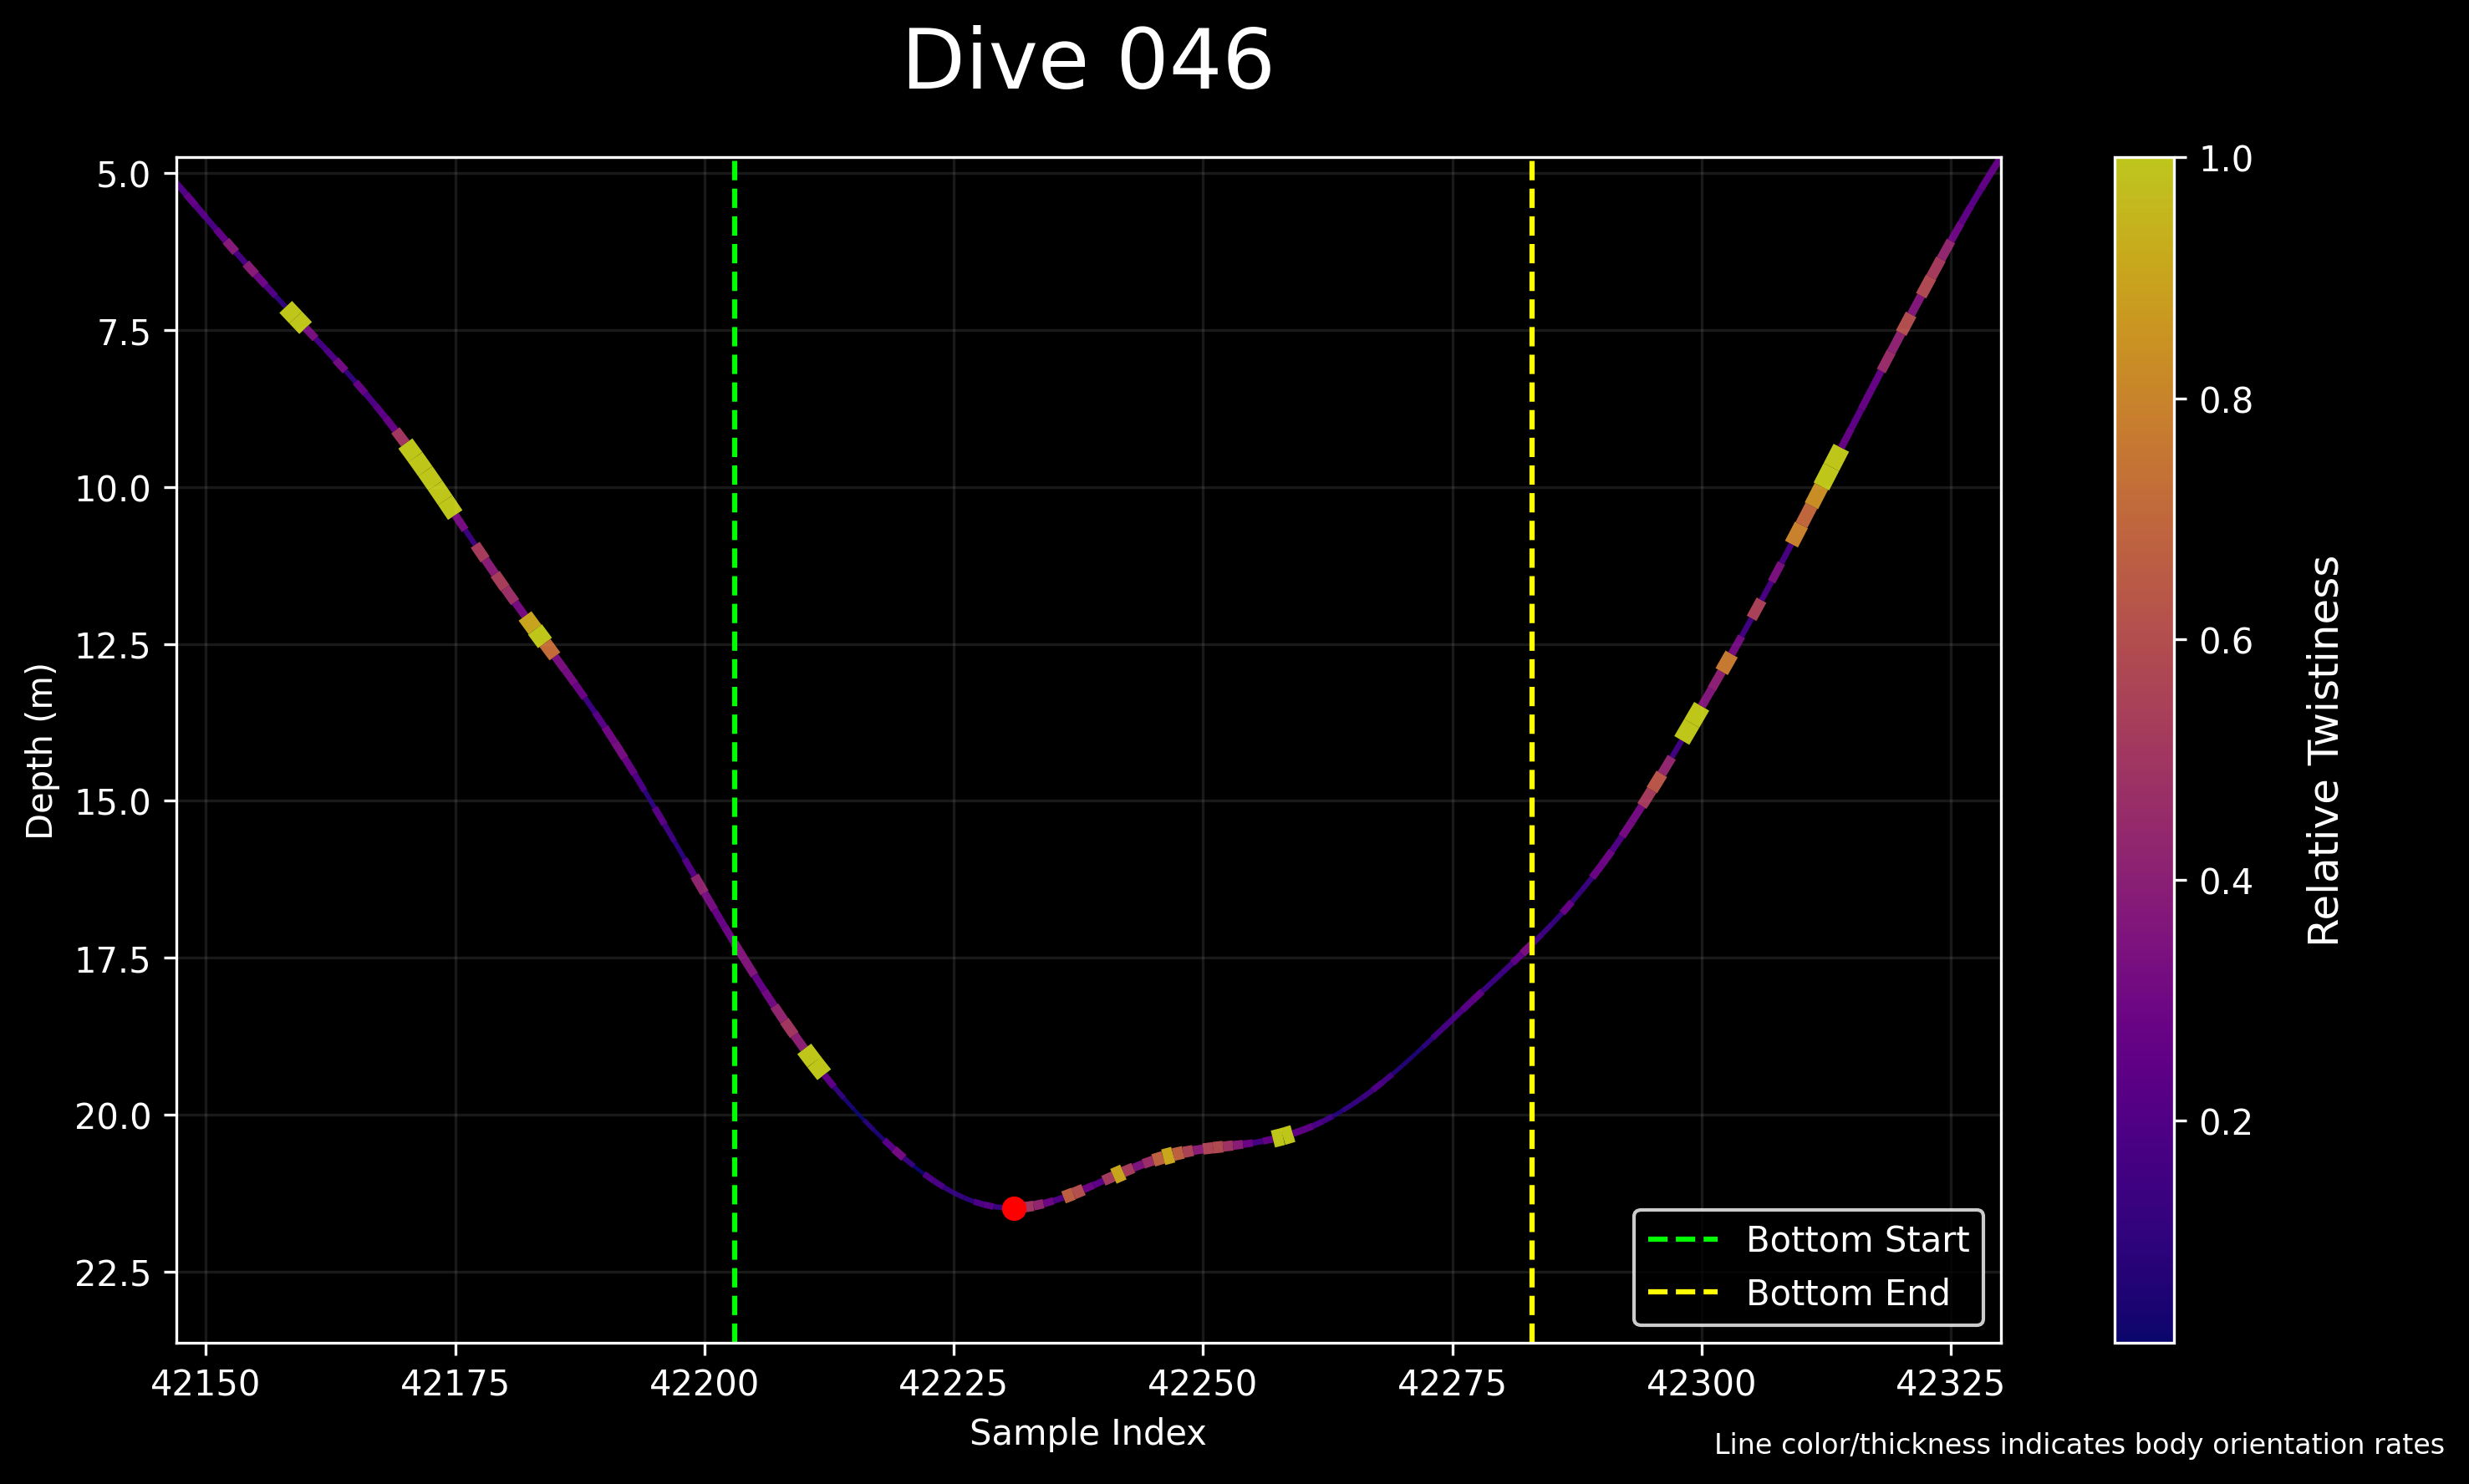 Dive 046
5.0
7.5
10.0
12.5
15.0
17.5
20.0
22.5
Depth (m)
42150 42175 42200 42225 42250 42275 42300 42325
Sample Index
Bottom Start
Bottom End
1.0
0.8
0.6
0.4
0.2
Relative Twistiness
Line color/thickness indicates body orientation rates